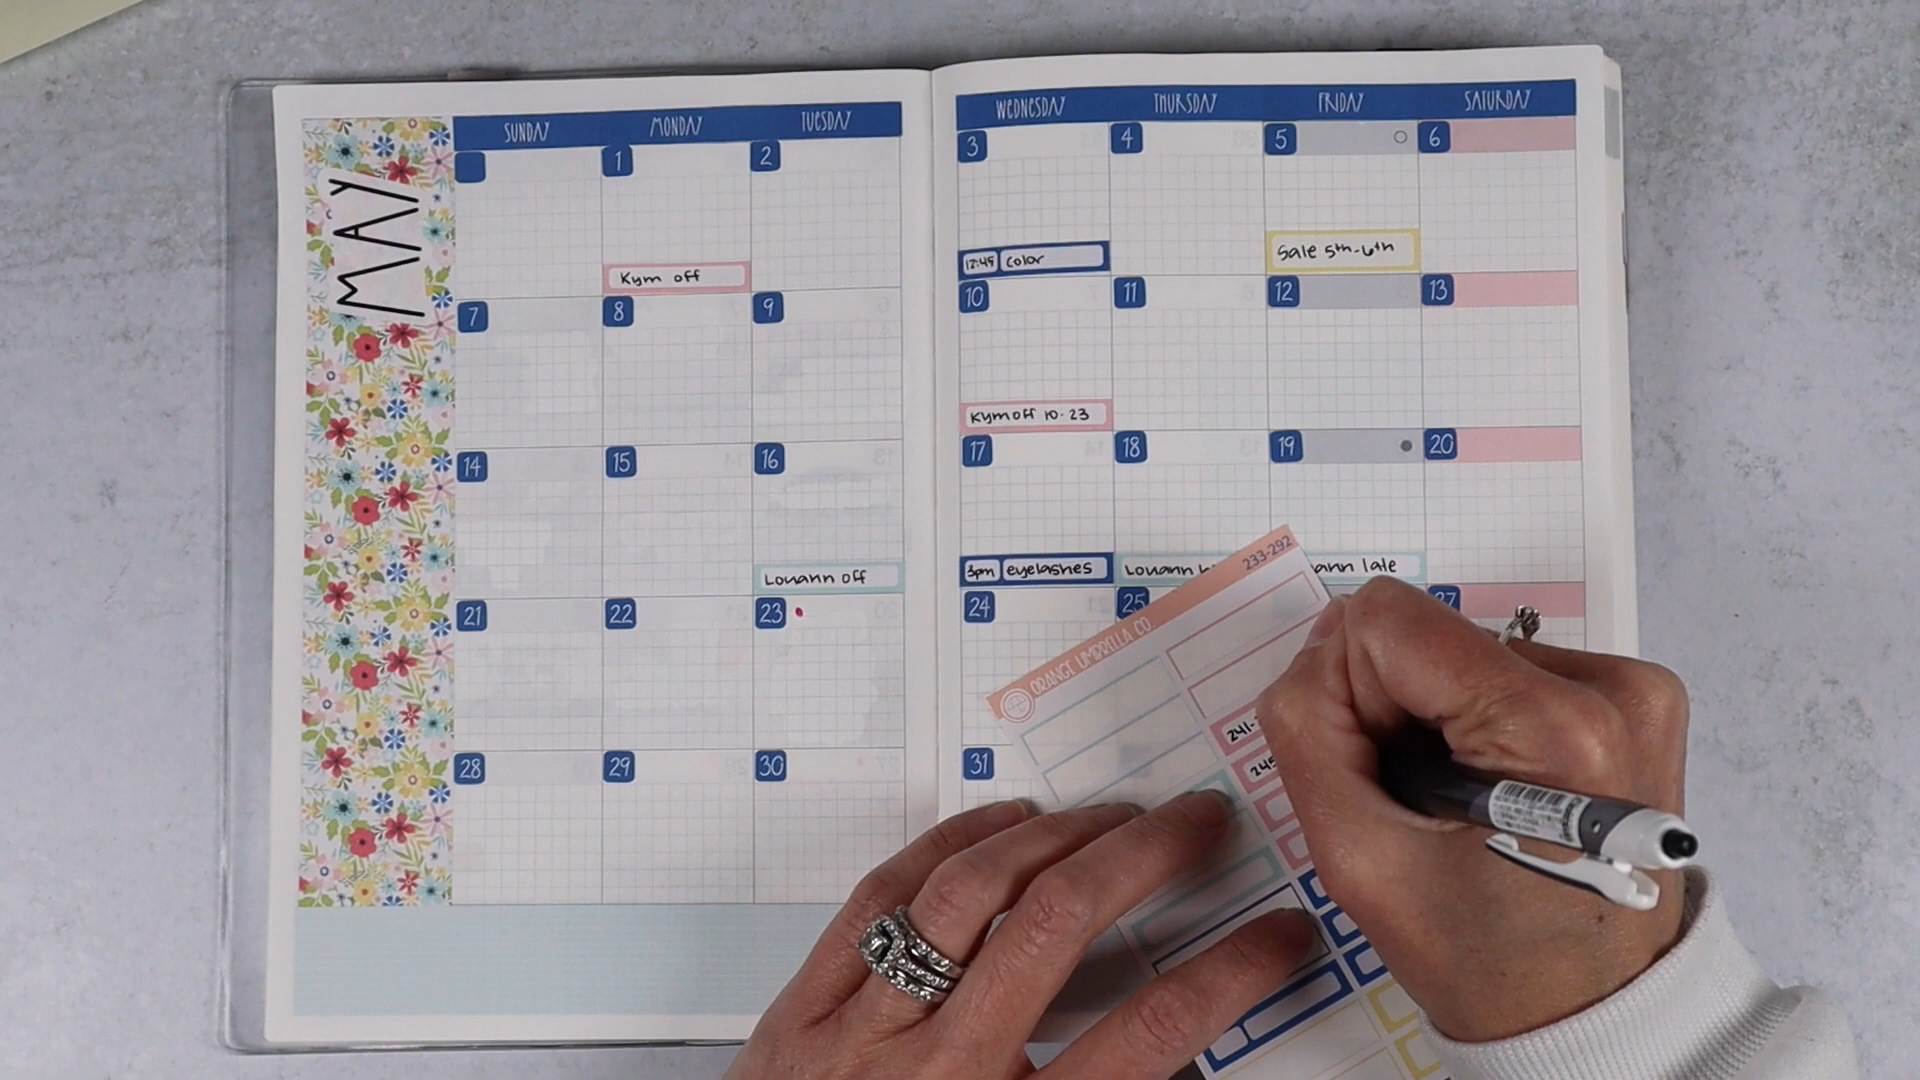 MAY
SUNDAY MONDAY TUESDAY WEDNESDAY THURSDAY FRIDAY SATURDAY
1 2 3 4 5 6
Kym off
12:45 color
Sale 5th-6th
7 8 9 10 11 12 13
Kym off 10-23
14 15 16 17 18 19 20
Louann off
3pm eyelashes
Louann
late
21 22 23 24 25 27
28 29 30 31
233-292
ORANGE UMBRELLA CO.